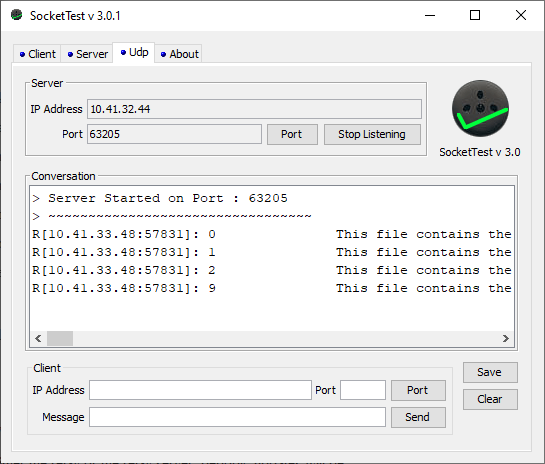 SocketTest v 3.0.1
Client Server Udp About
Server
IP Address 10.41.32.44
Port 63205 Port Stop Listening
SocketTest v 3.0
Conversation
> Server Started on Port : 63205
> ~~~~~~~~~~~~~~~~~~~~~~~~~~~~~~~~~
R[10.41.33.48:57831]: 0 This file contains the
R[10.41.33.48:57831]: 1 This file contains the
R[10.41.33.48:57831]: 2 This file contains the
R[10.41.33.48:57831]: 9 This file contains the
Client
IP Address Port Port
Message Send
Save
Clear